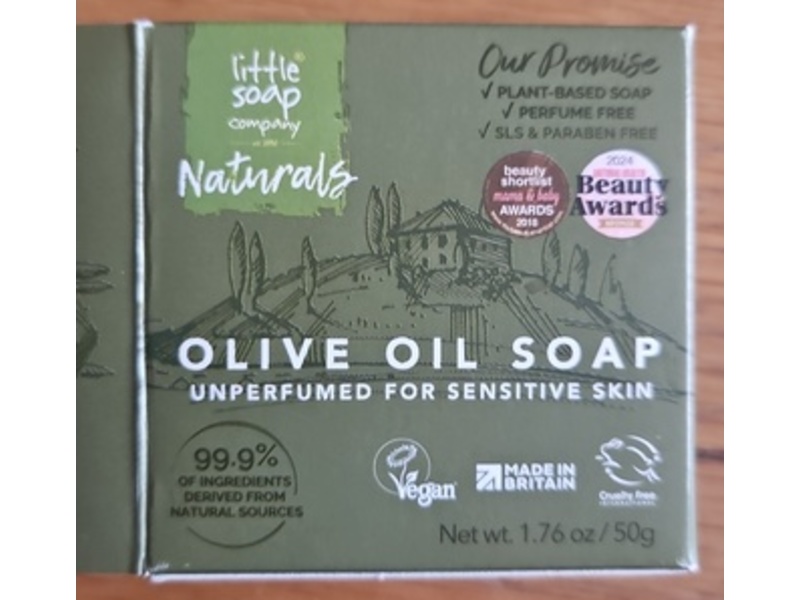 little
soap
company
Naturals
Our Promise
✓ PLANT-BASED SOAP
✓ PERFUME FREE
✓ SLS & PARABEN FREE
beauty
shortlist
mama & baby
AWARDS
2018
2024
Beauty
Awards
OLIVE OIL SOAP
UNPERFUMED FOR SENSITIVE SKIN
99.9%
OF INGREDIENTS
DERIVED FROM
NATURAL SOURCES
Vegan
MADE IN
BRITAIN
Cruelty Free
INTERNATIONAL
Net wt. 1.76 oz / 50g